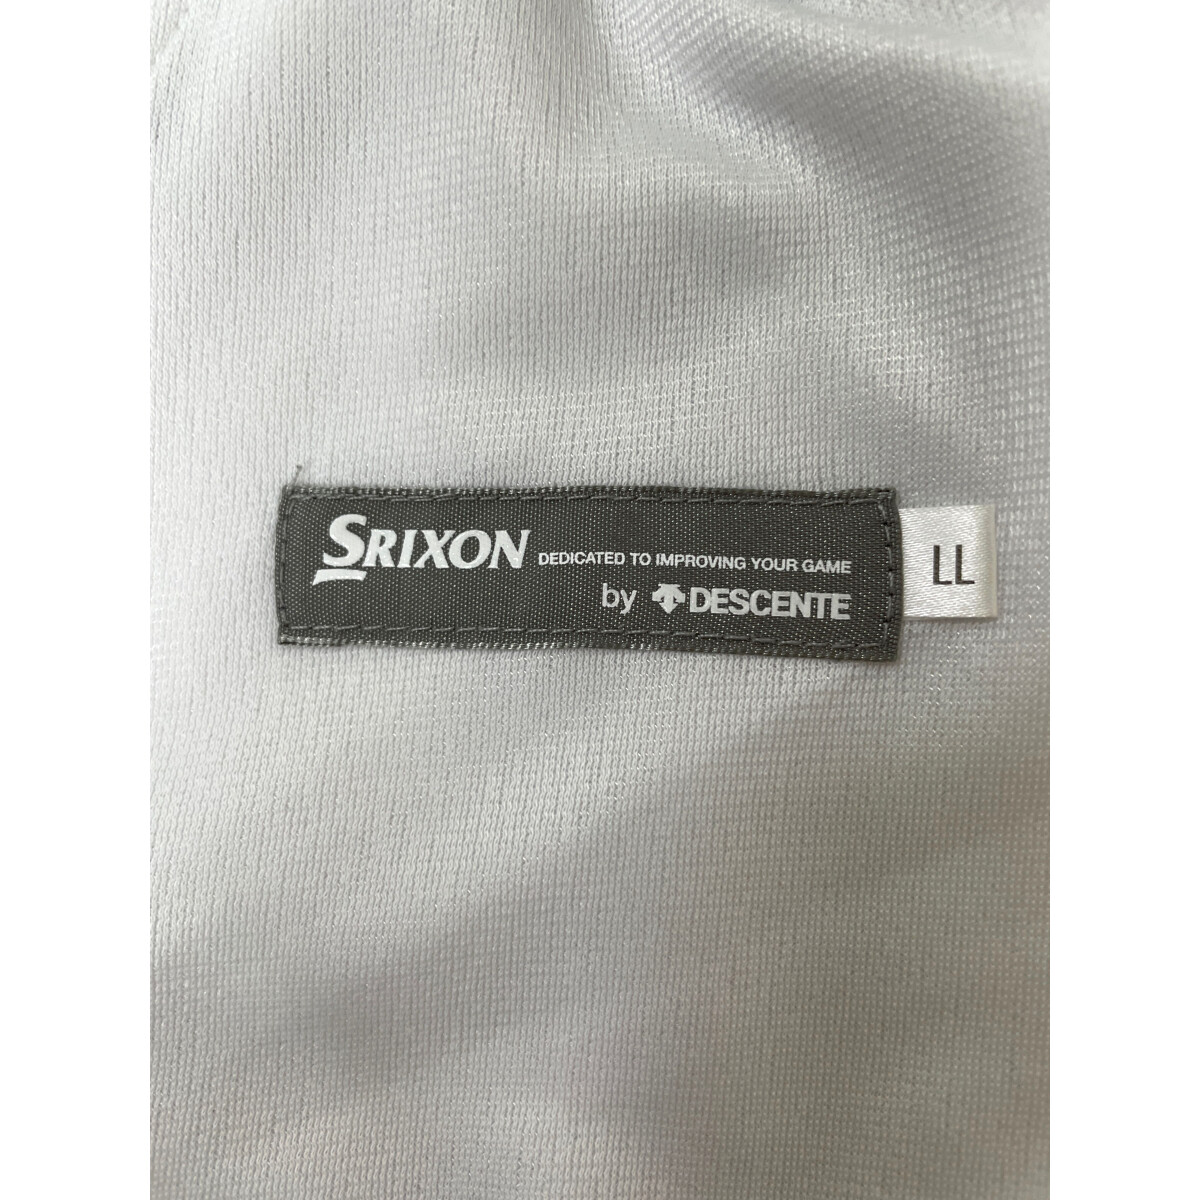 SRIXON DEDICATED TO IMPROVING YOUR GAME
by DESCENTE
LL